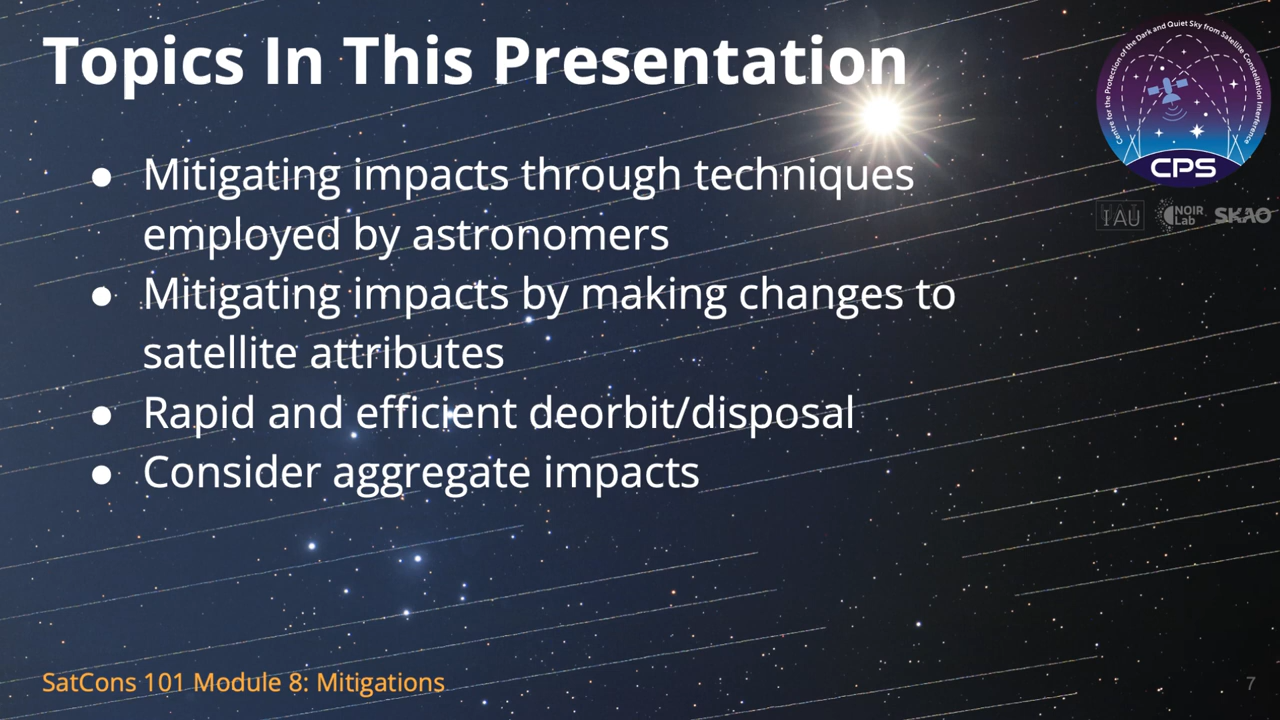 Topics In This Presentation
● Mitigating impacts through techniques
employed by astronomers
● Mitigating impacts by making changes to
satellite attributes
● Rapid and efficient deorbit/disposal
● Consider aggregate impacts
Centre for the Protection of the Dark and Quiet Sky from Satellite Constellation Interference
CPS
IAU
NOIR
Lab
SKAO
SatCons 101 Module 8: Mitigations
7